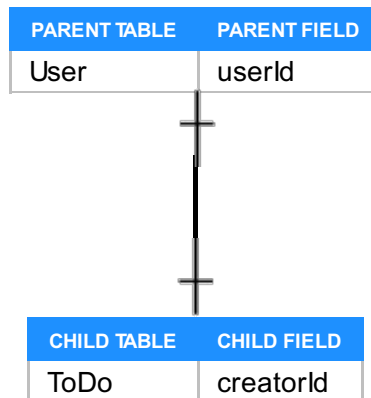 PARENT TABLE PARENT FIELD
User userId
CHILD TABLE CHILD FIELD
ToDo creatorId